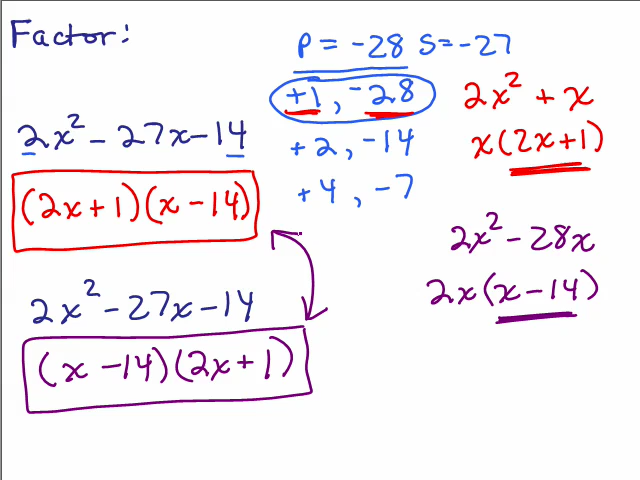 Factor:
P = -28 S = -27
+1, -28
+2, -14
+4, -7
2x² + x
x(2x+1)
2x² - 27x - 14
(2x+1)(x-14)
2x² - 28x
2x(x-14)
2x² - 27x - 14
(x-14)(2x+1)